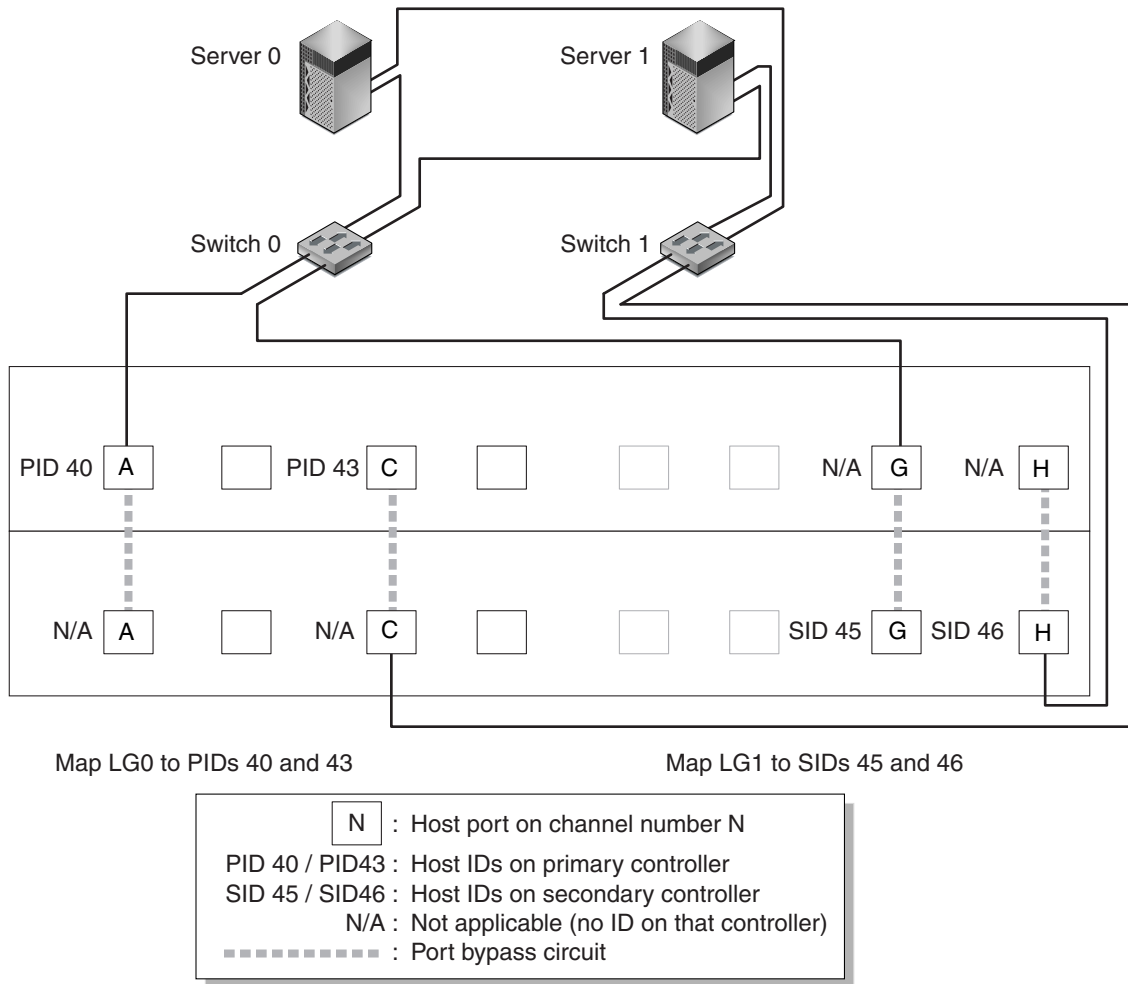 Server 0
Server 1
Switch 0
Switch 1
PID 40 A
PID 43 C
N/A G
N/A H
N/A A
N/A C
SID 45 G
SID 46 H
Map LG0 to PIDs 40 and 43
Map LG1 to SIDs 45 and 46
N : Host port on channel number N
PID 40 / PID43 : Host IDs on primary controller
SID 45 / SID46 : Host IDs on secondary controller
N/A : Not applicable (no ID on that controller)
: Port bypass circuit